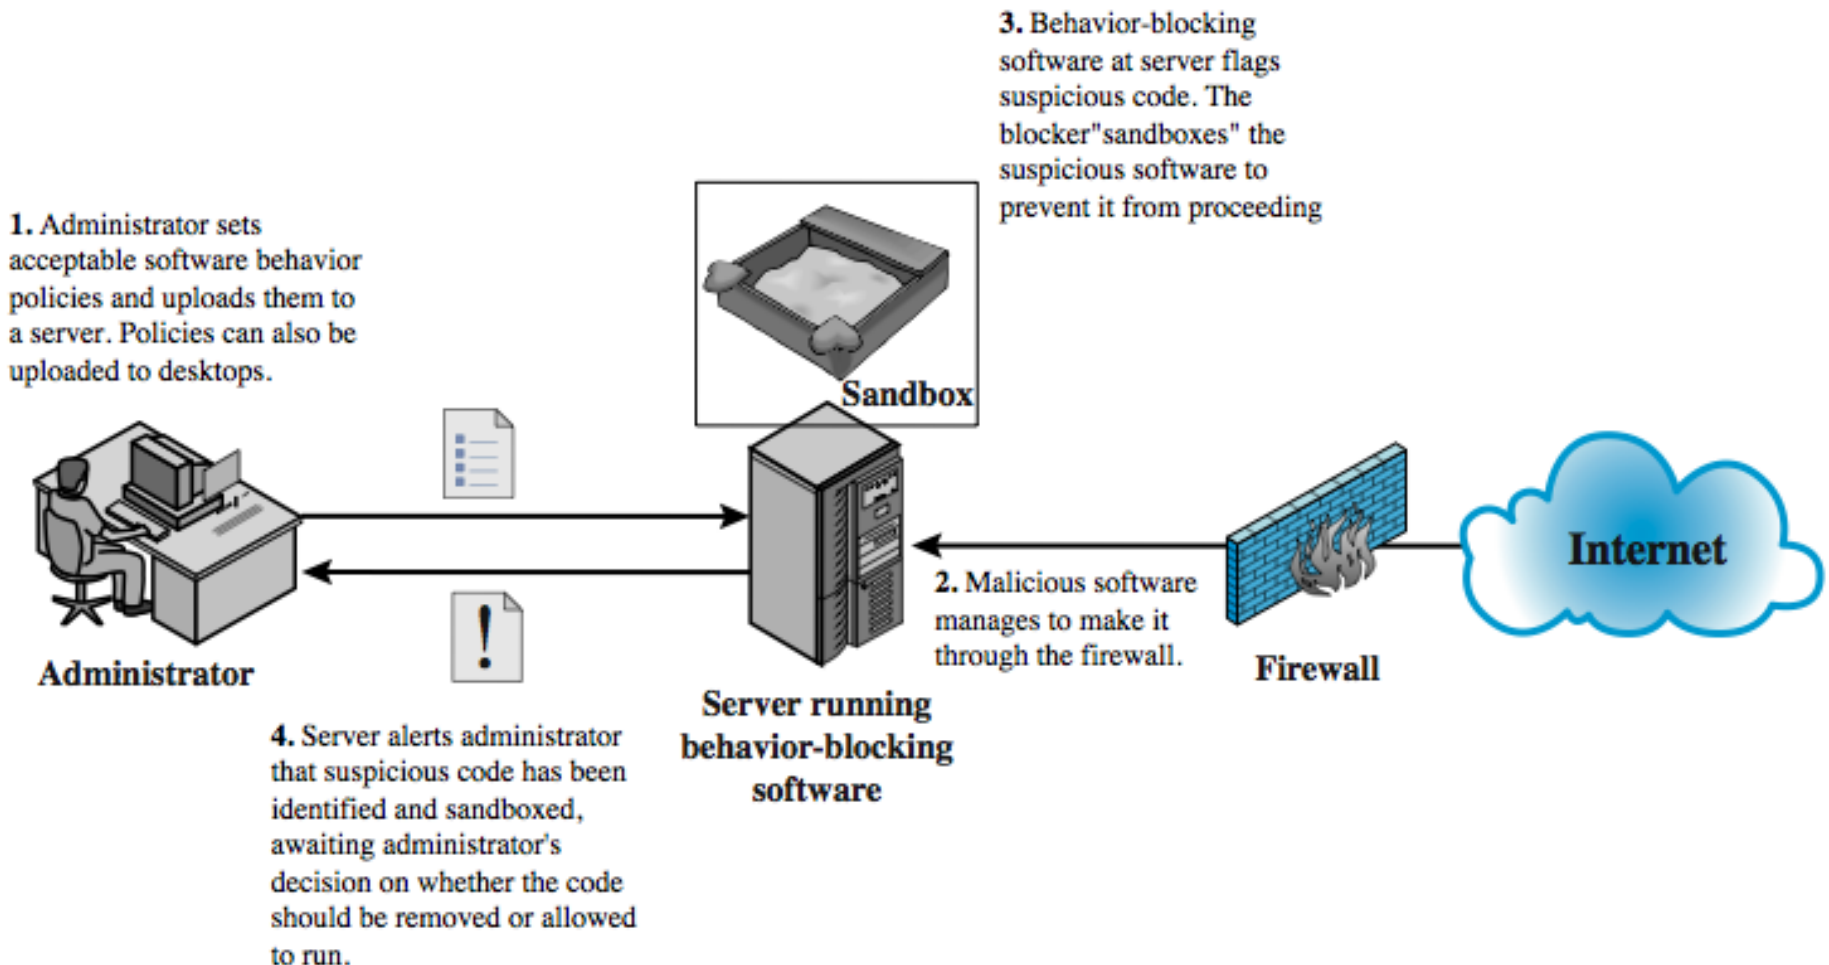 3. Behavior-blocking
software at server flags
suspicious code. The
blocker"sandboxes" the
suspicious software to
prevent it from proceeding
1. Administrator sets
acceptable software behavior
policies and uploads them to
a server. Policies can also be
uploaded to desktops.
Sandbox
Internet
2. Malicious software
manages to make it
through the firewall.
Administrator
Firewall
Server running
behavior-blocking
software
4. Server alerts administrator
that suspicious code has been
identified and sandboxed,
awaiting administrator's
decision on whether the code
should be removed or allowed
to run.